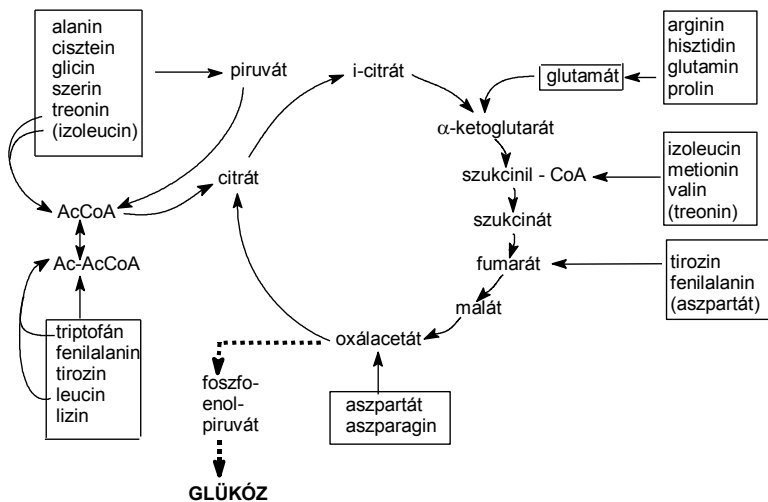 alanin
cisztein
glicin
szerin
treonin
(izoleucin)
piruvát
i-citrát
glutamát
arginin
hisztidin
glutamin
prolin
α-ketoglutarát
citrát
szukcinil - CoA
izoleucin
metionin
valin
(treonin)
AcCoA
szukcinát
Ac-AcCoA
fumarát
tirozin
fenilalanin
(aszpartát)
malát
triptofán
fenilalanin
tirozin
leucin
lizin
oxálacetát
foszfo-
enol-
piruvát
aszpartát
aszparagin
GLÜKÓZ